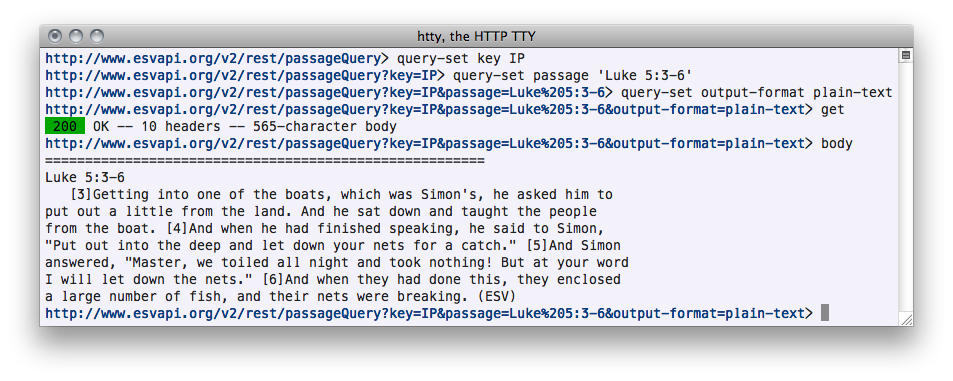 htty, the HTTP TTY
http://www.esvapi.org/v2/rest/passageQuery> query-set key IP
http://www.esvapi.org/v2/rest/passageQuery?key=IP> query-set passage 'Luke 5:3-6'
http://www.esvapi.org/v2/rest/passageQuery?key=IP&passage=Luke%205:3-6> query-set output-format plain-text
http://www.esvapi.org/v2/rest/passageQuery?key=IP&passage=Luke%205:3-6&output-format=plain-text> get
200 OK -- 10 headers -- 565-character body
http://www.esvapi.org/v2/rest/passageQuery?key=IP&passage=Luke%205:3-6&output-format=plain-text> body
=======================================================
Luke 5:3-6
[3]Getting into one of the boats, which was Simon's, he asked him to
put out a little from the land. And he sat down and taught the people
from the boat. [4]And when he had finished speaking, he said to Simon,
"Put out into the deep and let down your nets for a catch." [5]And Simon
answered, "Master, we toiled all night and took nothing! But at your word
I will let down the nets." [6]And when they had done this, they enclosed
a large number of fish, and their nets were breaking. (ESV)
http://www.esvapi.org/v2/rest/passageQuery?key=IP&passage=Luke%205:3-6&output-format=plain-text>